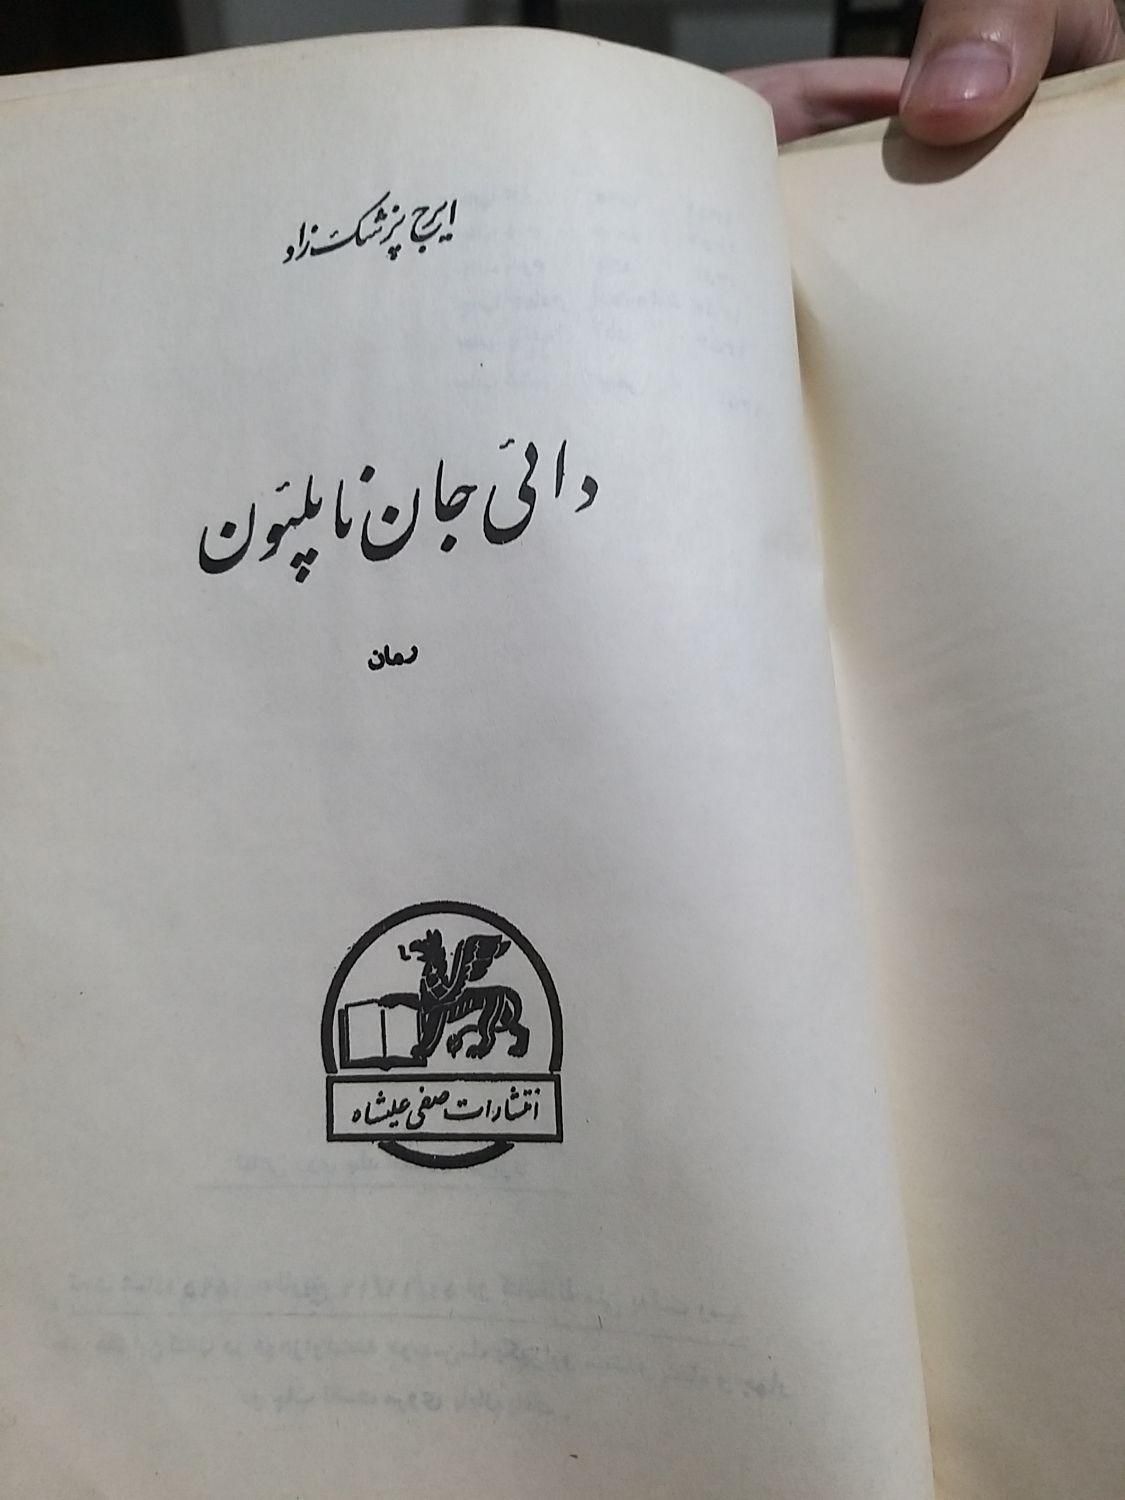 ایرج پزشک‌زاد
دائی جان ناپلئون
رمان
انتشارات صفی علیشاه